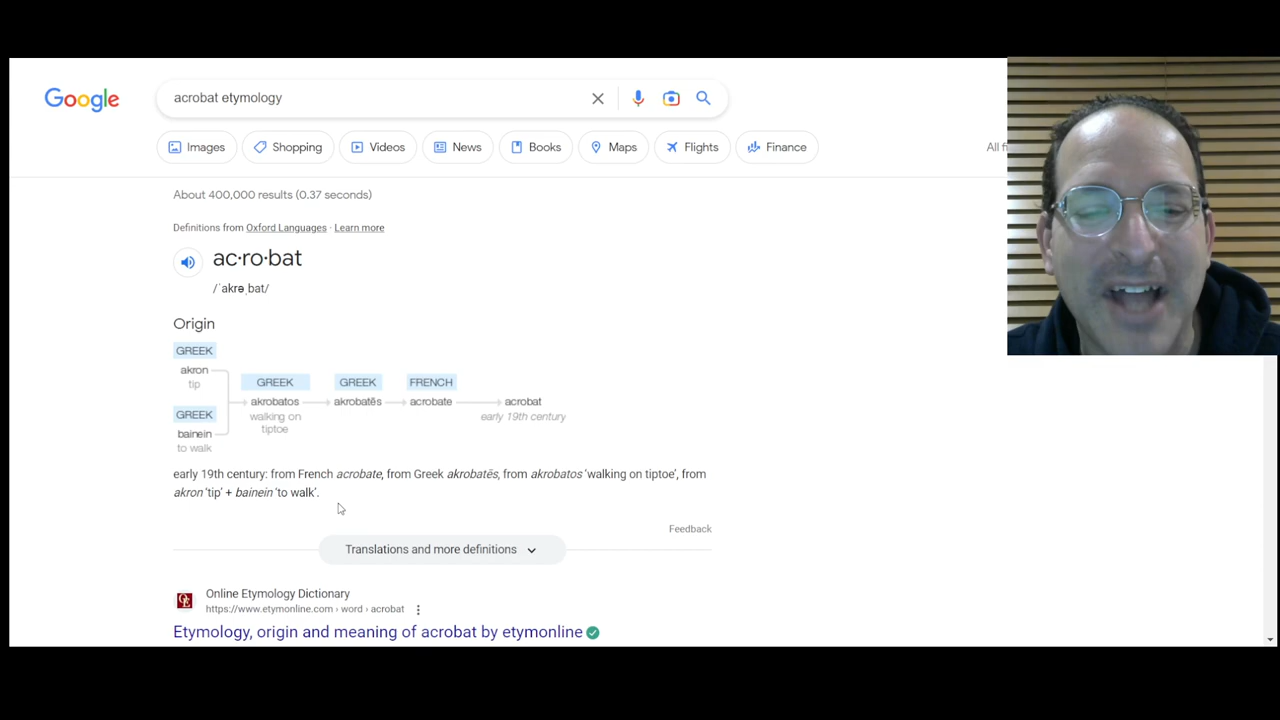 Google
acrobat etymology
Images
Shopping
Videos
News
Books
Maps
Flights
Finance
All
About 400,000 results (0.37 seconds)
Definitions from Oxford Languages · Learn more
ac·ro·bat
/ˈakrəˌbat/
Origin
GREEK
akron
tip
GREEK
bainein
to walk
GREEK
akrobatos
walking on
tiptoe
GREEK
akrobatēs
FRENCH
acrobate
acrobat
early 19th century
early 19th century: from French acrobate, from Greek akrobatēs, from akrobatos ‘walking on tiptoe’, from
akron ‘tip’ + bainein ‘to walk’.
Feedback
Translations and more definitions
OE
Online Etymology Dictionary
https://www.etymonline.com › word › acrobat
Etymology, origin and meaning of acrobat by etymonline